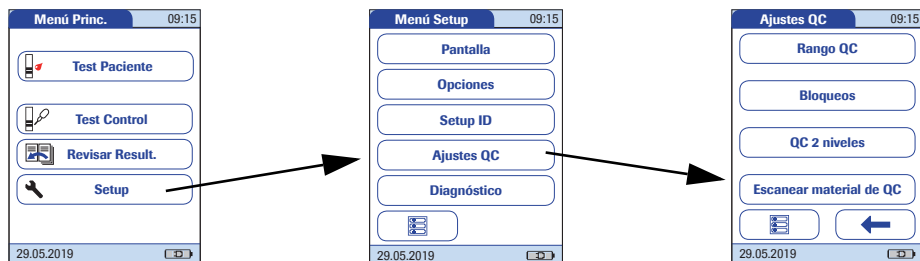 Menú Princ.
09:15
Test Paciente
Test Control
Revisar Result.
Setup
29.05.2019
Menú Setup
09:15
Pantalla
Opciones
Setup ID
Ajustes QC
Diagnóstico
29.05.2019
Ajustes QC
09:15
Rango QC
Bloqueos
QC 2 niveles
Escanear material de QC
29.05.2019